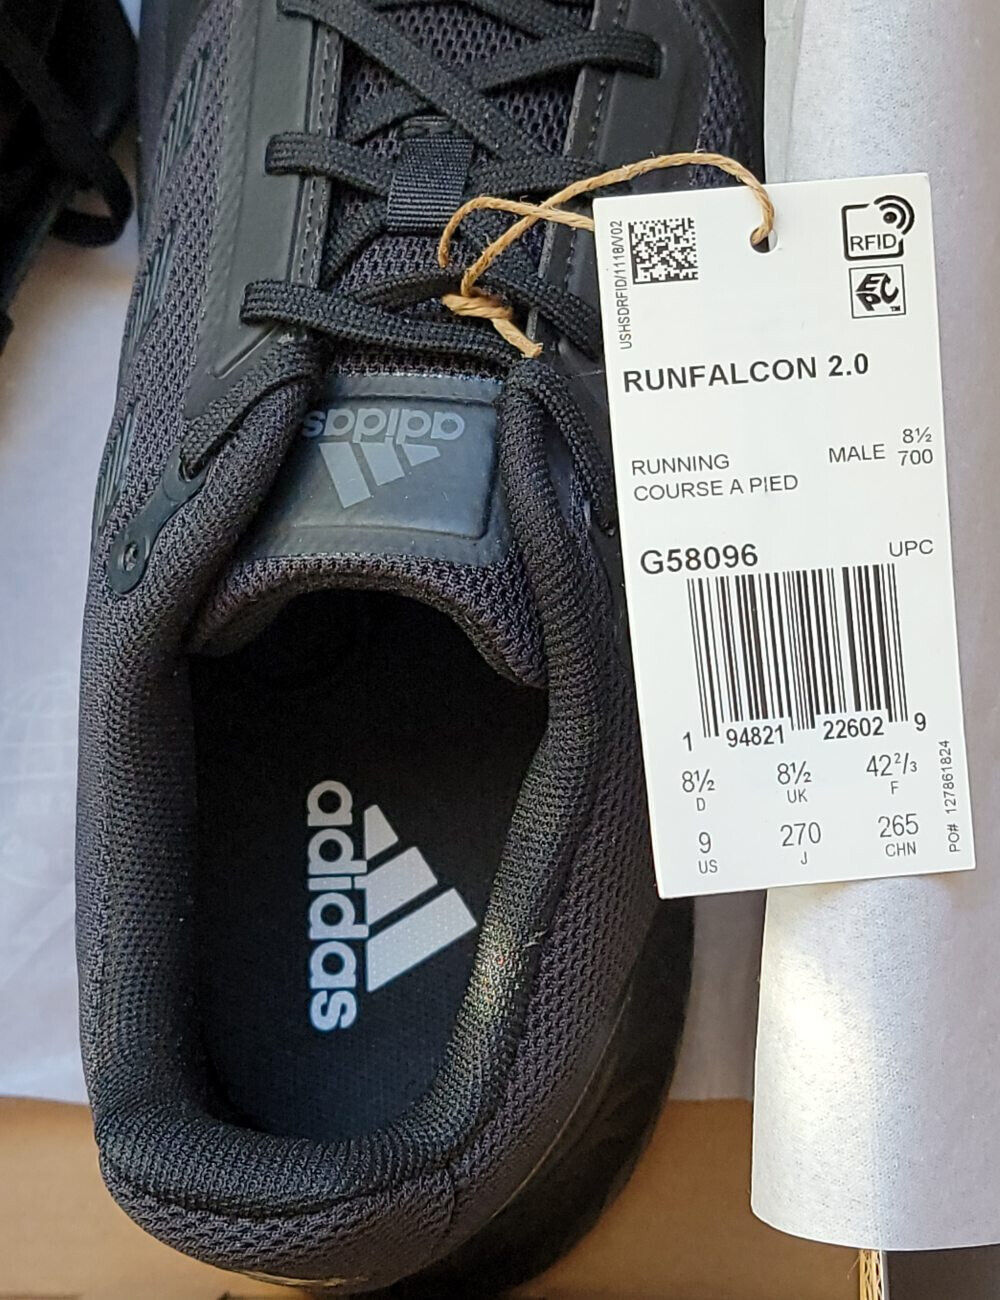 adidas
adidas
USHSDRFID/1118/V02
RFID
EPC
TM
RUNFALCON 2.0
RUNNING
COURSE A PIED
MALE 8½
700
G58096
UPC
1 94821 22602 9
8½ 8½ 42²/3
D UK F
9 270 265
US J CHN
PO# 127861824